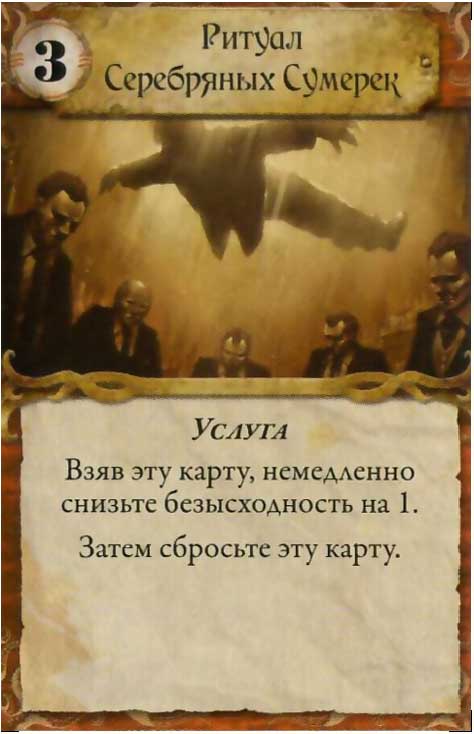 3
Ритуал
Серебряных Сумерек
Услуга
Взяв эту карту, немедленно
снизьте безысходность на 1.
Затем сбросьте эту карту.